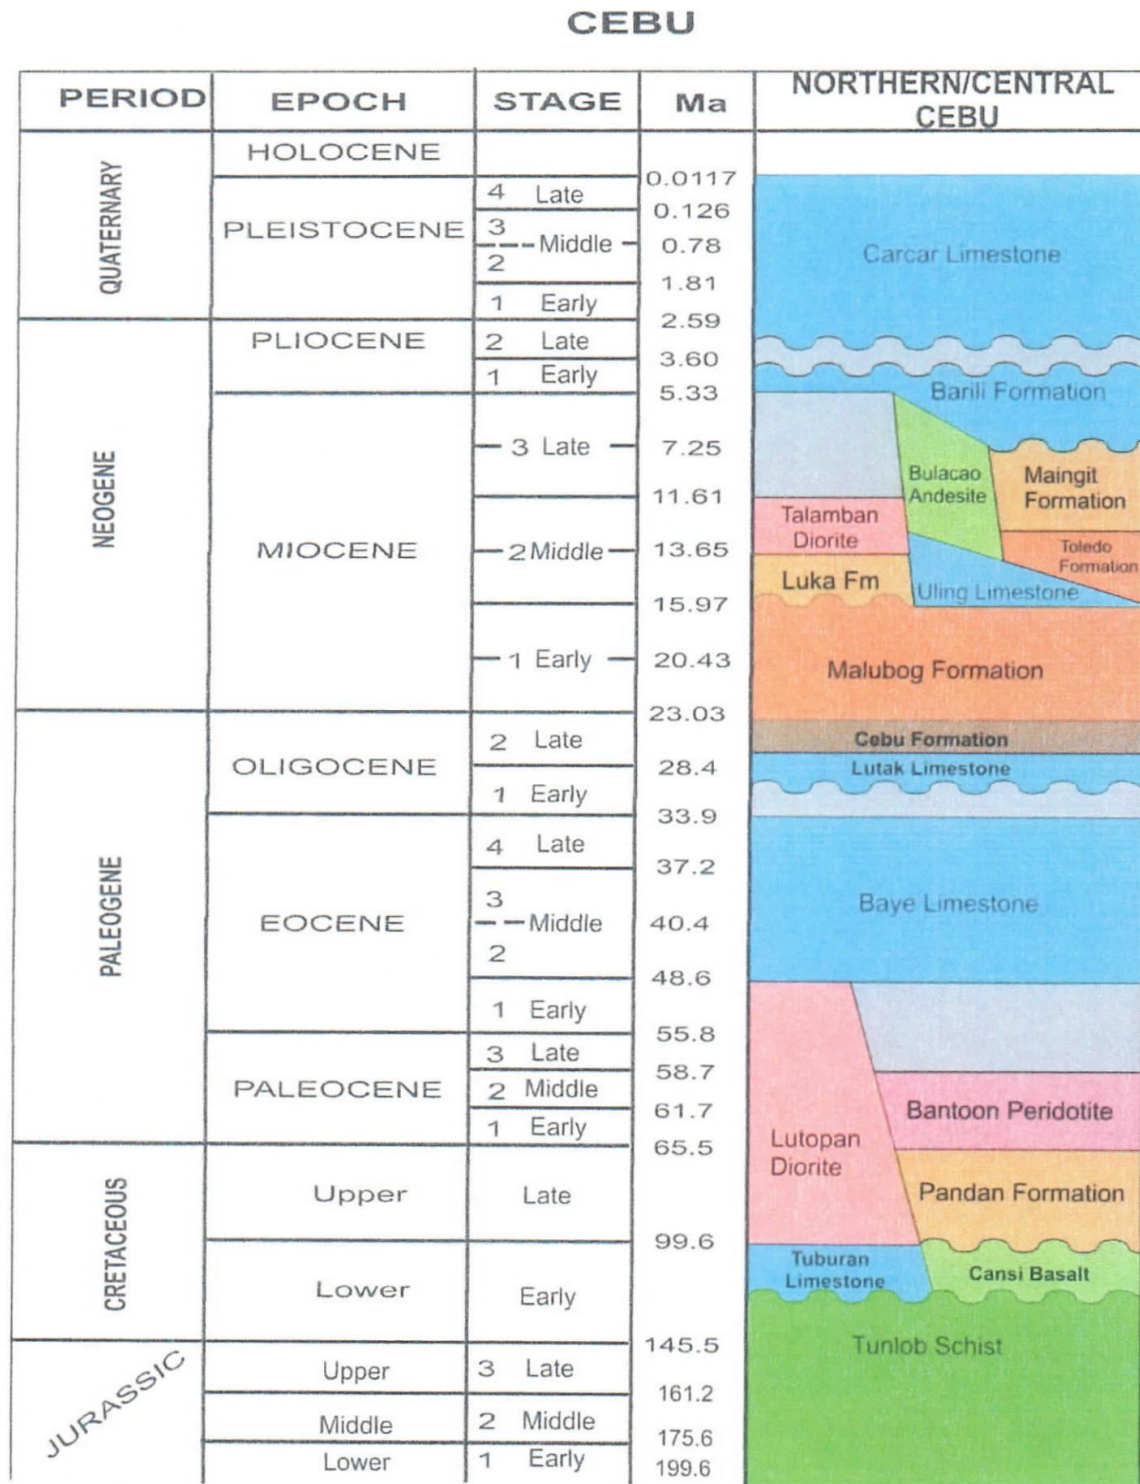 CEBU
PERIOD EPOCH STAGE Ma NORTHERN/CENTRAL
CEBU
QUATERNARY
HOLOCENE
0.0117
PLEISTOCENE
4 Late
0.126
3
Middle
0.78
2
1.81
1 Early
2.59
NEOGENE
PLIOCENE
2 Late
3.60
1 Early
5.33
MIOCENE
3 Late
7.25
11.61
2 Middle
13.65
15.97
1 Early
20.43
23.03
PALEOGENE
OLIGOCENE
2 Late
28.4
1 Early
33.9
EOCENE
4 Late
37.2
3
Middle
40.4
2
48.6
1 Early
55.8
PALEOCENE
3 Late
58.7
2 Middle
61.7
1 Early
65.5
CRETACEOUS
Upper Late
99.6
Lower Early
145.5
JURASSIC
Upper 3 Late
161.2
Middle 2 Middle
175.6
Lower 1 Early
199.6
Carcar Limestone
Barili Formation
Bulacao
Andesite
Maingit
Formation
Talamban
Diorite
Toledo
Formation
Luka Fm
Uling Limestone
Malubog Formation
Cebu Formation
Lutak Limestone
Baye Limestone
Lutopan
Diorite
Bantoon Peridotite
Pandan Formation
Tuburan
Limestone
Cansi Basalt
Tunlob Schist